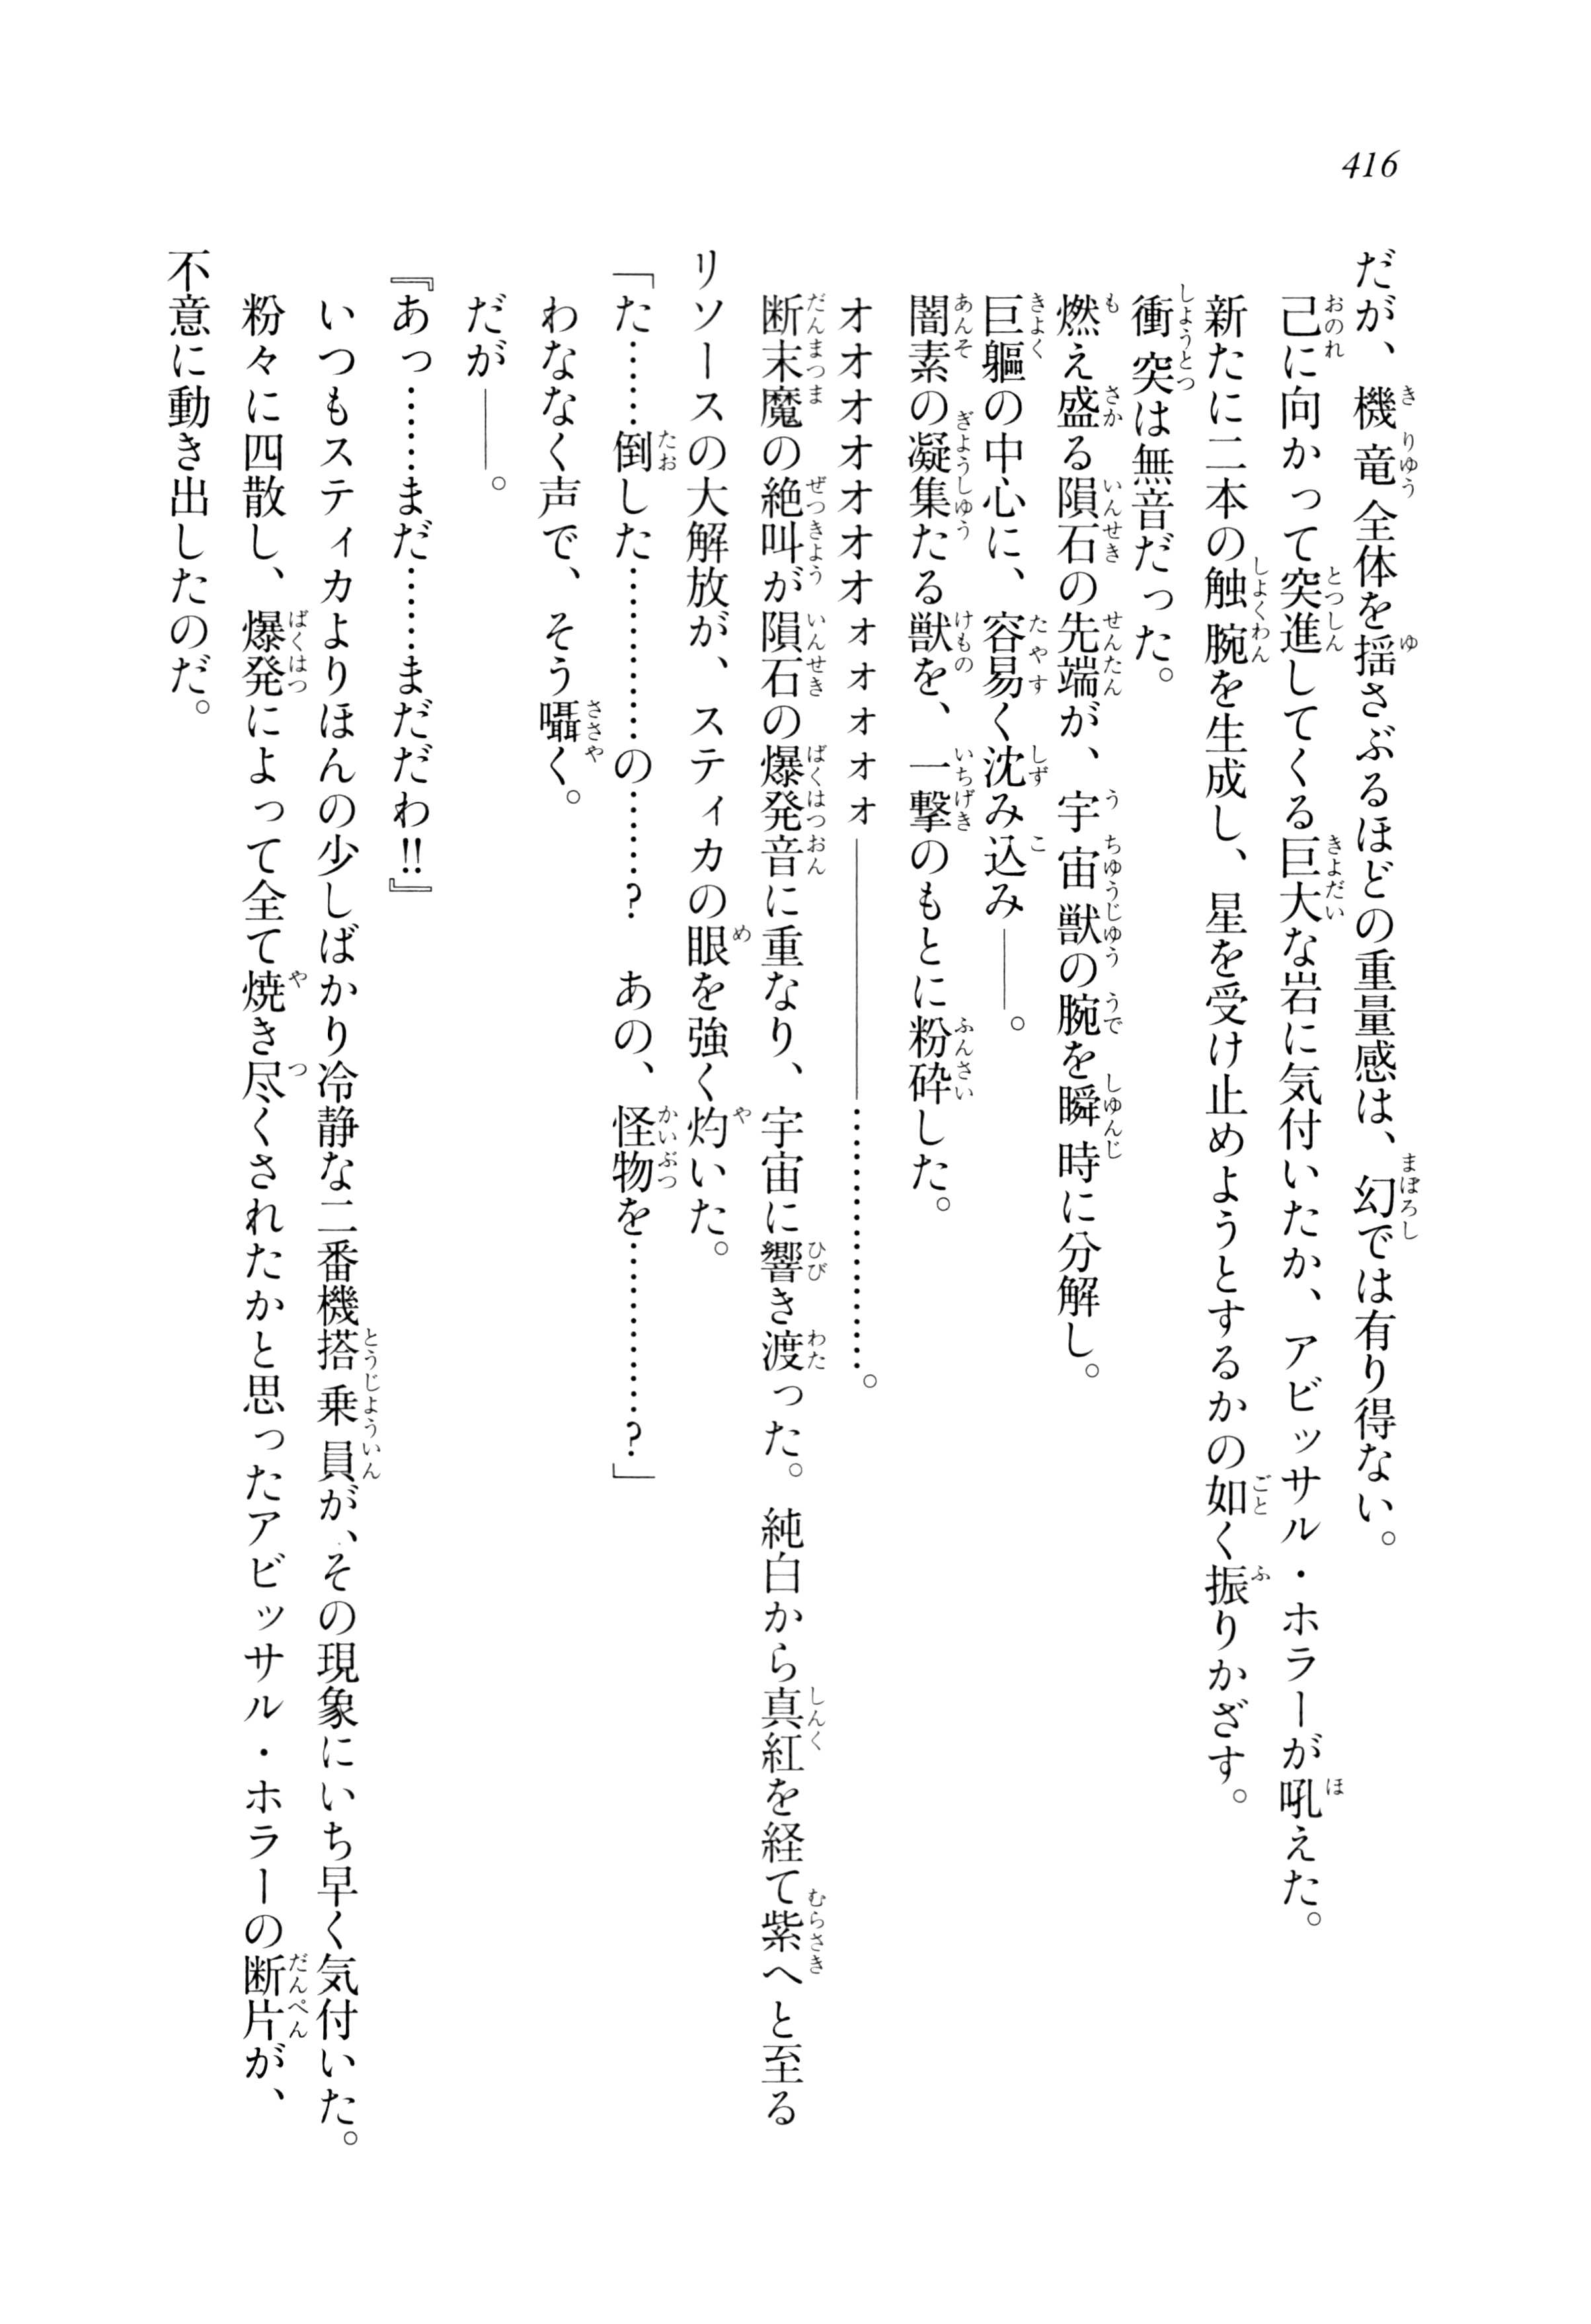 416
だが、機竜全体を揺さぶるほどの重量感は、幻では有り得ない。
己に向かって突進してくる巨大な岩に気付いたか、アビッサル・ホラーが吼えた。
新たに二本の触腕を生成し、星を受け止めようとするかの如く振りかざす。
衝突は無音だった。
燃え盛る隕石の先端が、宇宙獣の腕を瞬時に分解し。
巨軀の中心に、容易く沈み込み――。
闇素の凝集たる獣を、一撃のもとに粉砕した。
オオオオオオオォォォォォ――――――………………。
断末魔の絶叫が隕石の爆発音に重なり、宇宙に響き渡った。純白から真紅を経て紫へと至る
リソースの大解放が、スティカの眼を強く灼いた。
「た……倒した…………の……？　あの、怪物を…………？」
わななく声で、そう囁く。
だが――。
『あっ……まだ……まだだわ!!』
いつもスティカよりほんの少しばかり冷静な二番機搭乗員が、その現象にいち早く気付いた。
粉々に四散し、爆発によって全て焼き尽くされたかと思ったアビッサル・ホラーの断片が、
不意に動き出したのだ。